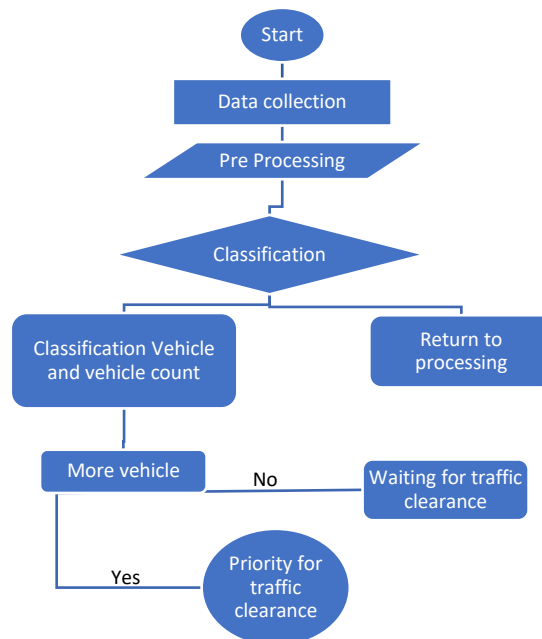 Start
Data collection
Pre Processing
Classification
Classification Vehicle
and vehicle count
Return to
processing
More vehicle
No
Waiting for traffic
clearance
Yes
Priority for
traffic
clearance